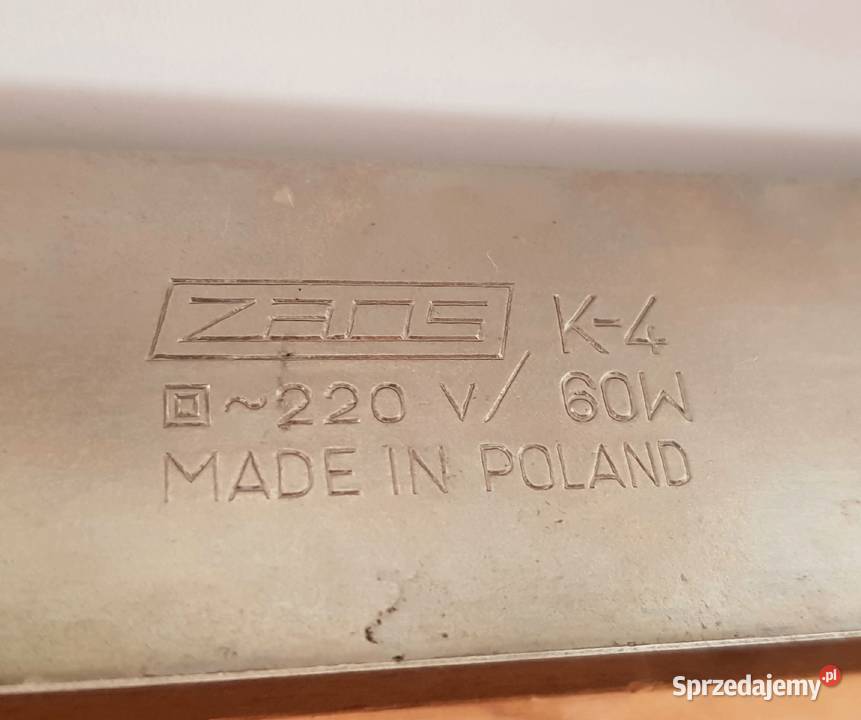 ZAOS K-4
~220 V/ 60W
MADE IN POLAND
Sprzedajemy.pl